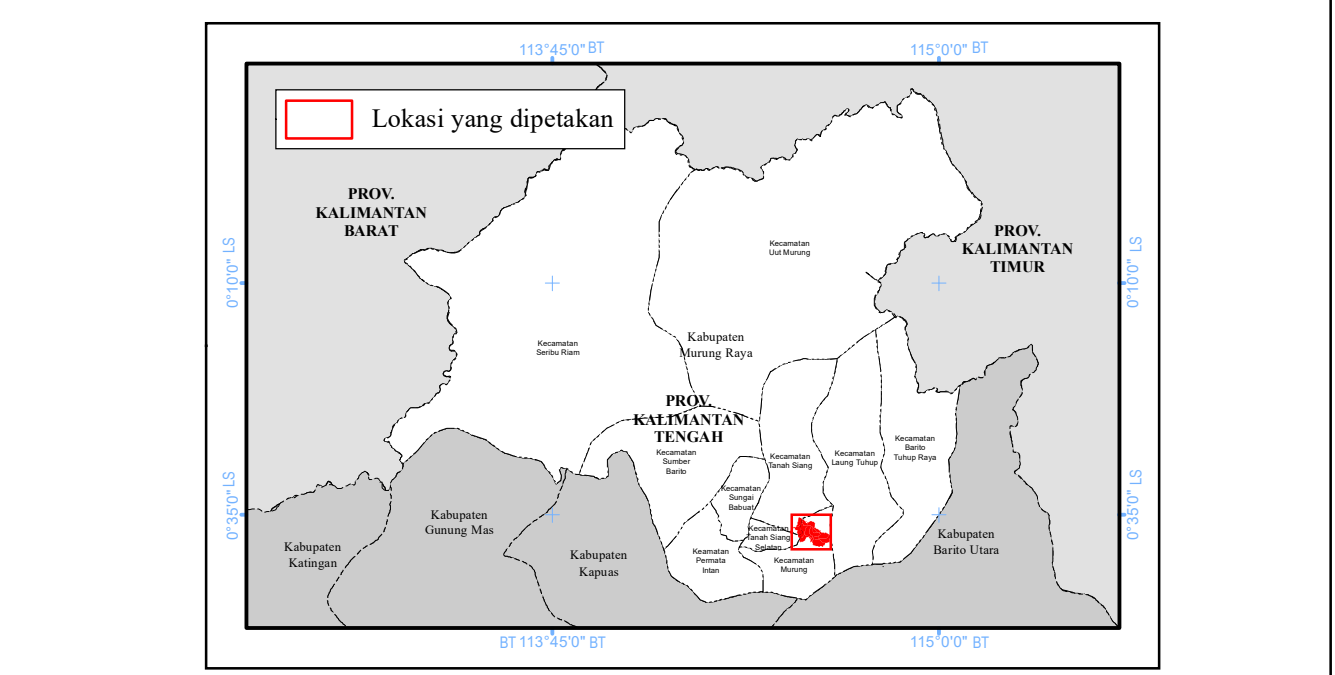 113°45'0" BT
115°0'0" BT
Lokasi yang dipetakan
PROV.
KALIMANTAN
BARAT
PROV.
KALIMANTAN
TIMUR
Kecamatan
Uut Murung
0°10'0" LS
0°10'0" LS
Kecamatan
Seribu Riam
Kabupaten
Murung Raya
PROV.
KALIMANTAN
TENGAH
Kecamatan
Sumber
Barito
Kecamatan
Tanah Siang
Kecamatan
Laung Tuhup
Kecamatan
Barito
Tuhup Raya
Kecamatan
Sungai
Babuat
0°35'0" LS
0°35'0" LS
Kabupaten
Katingan
Kabupaten
Gunung Mas
Kabupaten
Kapuas
Keamatan
Permata
Intan
Kecamatan
Tanah Siang
Selatan
Kecamatan
Murung
Kabupaten
Barito Utara
BT 113°45'0" BT
115°0'0" BT